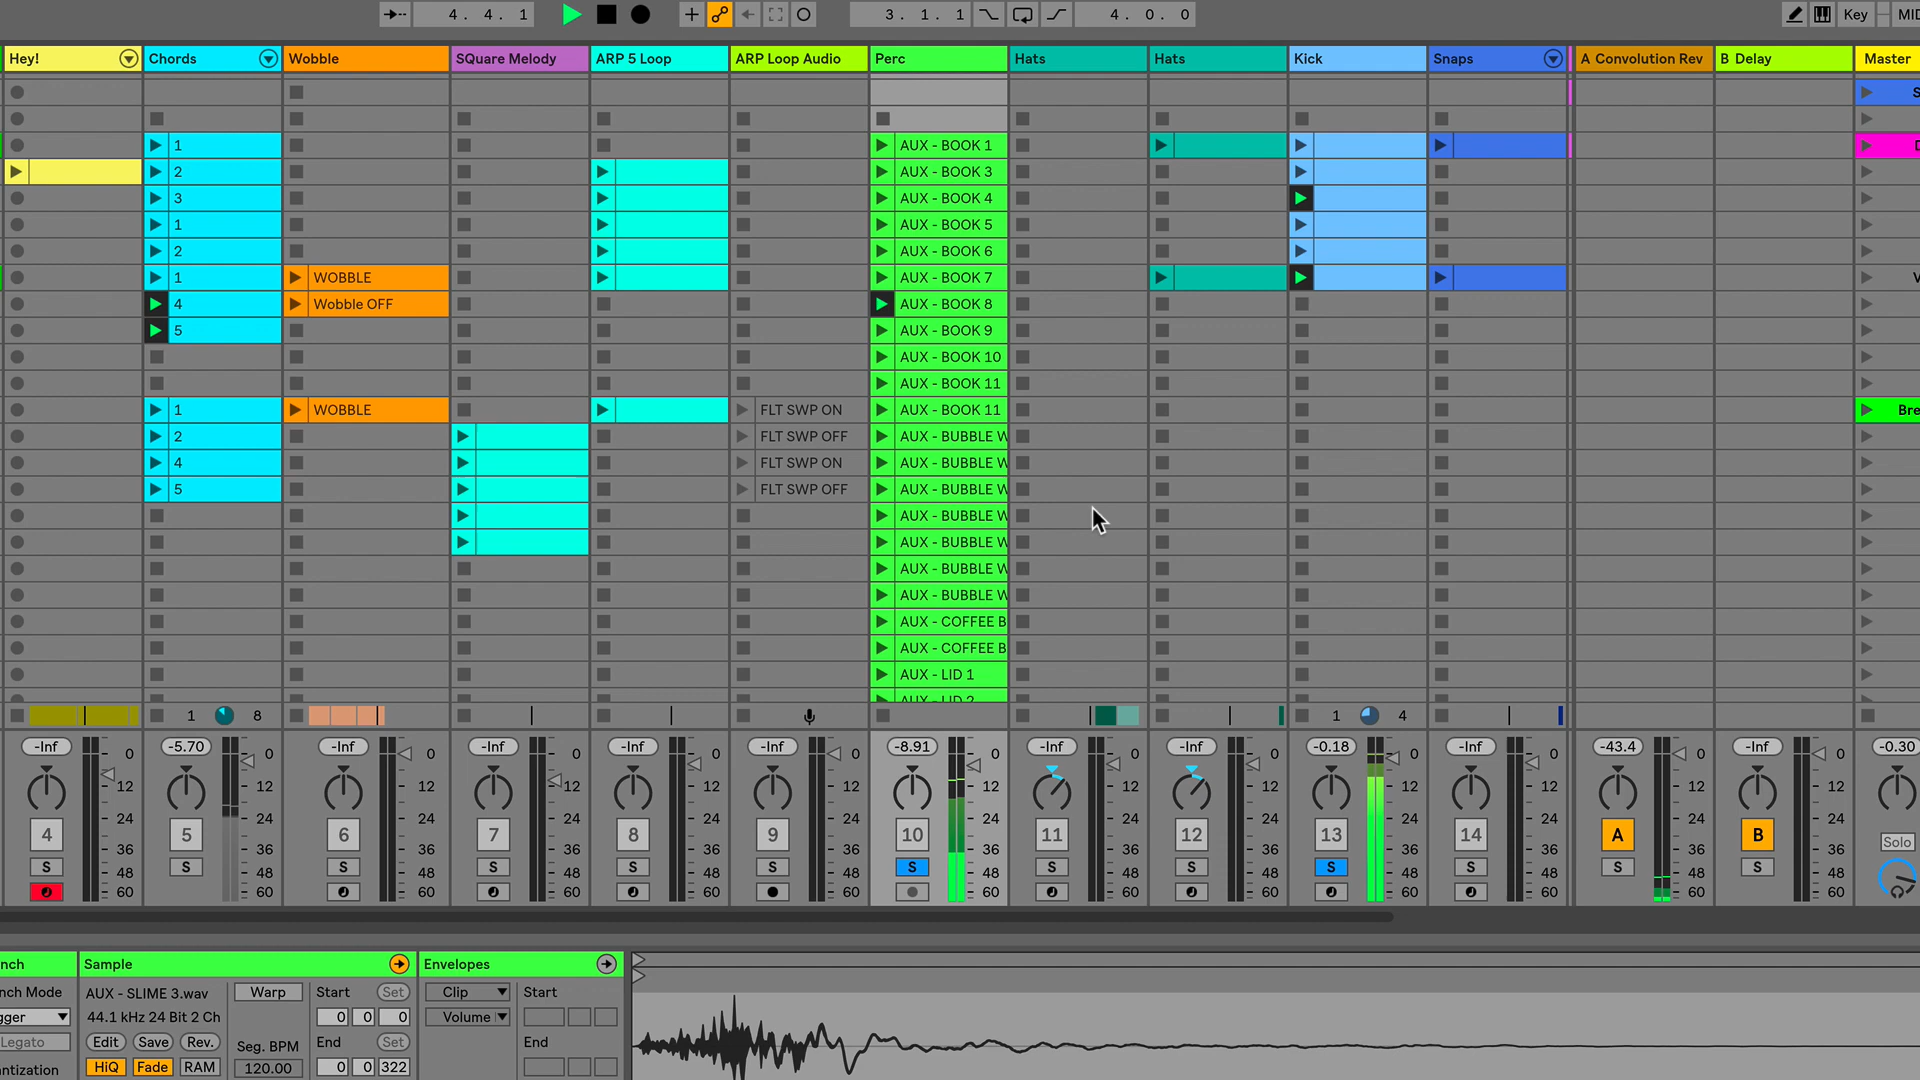 4. 4. 1 3. 1. 1 4. 0. 0 Key MIDI
Hey! Chords Wobble SQuare Melody ARP 5 Loop ARP Loop Audio Perc Hats Hats Kick Snaps A Convolution Rev B Delay Master
S
1 AUX - BOOK 1
2 AUX - BOOK 3
3 AUX - BOOK 4
1 AUX - BOOK 5
2 AUX - BOOK 6
1 WOBBLE AUX - BOOK 7 V
4 Wobble OFF AUX - BOOK 8
5 AUX - BOOK 9
AUX - BOOK 10
AUX - BOOK 11
1 WOBBLE FLT SWP ON AUX - BOOK 11 Bre
2 FLT SWP OFF AUX - BUBBLE W
4 FLT SWP ON AUX - BUBBLE W
5 FLT SWP OFF AUX - BUBBLE W
AUX - BUBBLE W
AUX - BUBBLE W
AUX - BUBBLE W
AUX - BUBBLE W
AUX - COFFEE B
AUX - COFFEE B
AUX - LID 1
AUX - LID 2
1 8 1 4
-Inf 0 -5.70 0 -Inf 0 -Inf 0 -Inf 0 -Inf 0 -8.91 0 -Inf 0 -Inf 0 -0.18 0 -Inf 0 -43.4 0 -Inf 0 -0.30
12 12 12 12 12 12 12 12 12 12 12 12 12
24 24 24 24 24 24 24 24 24 24 24 24 24
4 5 6 7 8 9 10 11 12 13 14 A B Solo
36 36 36 36 36 36 36 36 36 36 36 36 36
S S S S S S S S S S S S S
48 48 48 48 48 48 48 48 48 48 48 48 48
60 60 60 60 60 60 60 60 60 60 60 60 60
nch Sample Envelopes
nch Mode AUX - SLIME 3.wav Warp Start Set Clip Start
gger 44.1 kHz 24 Bit 2 Ch 0 0 0 Volume
Legato Edit Save Rev. Seg. BPM End Set End
ntization HiQ Fade RAM 120.00 0 0 322